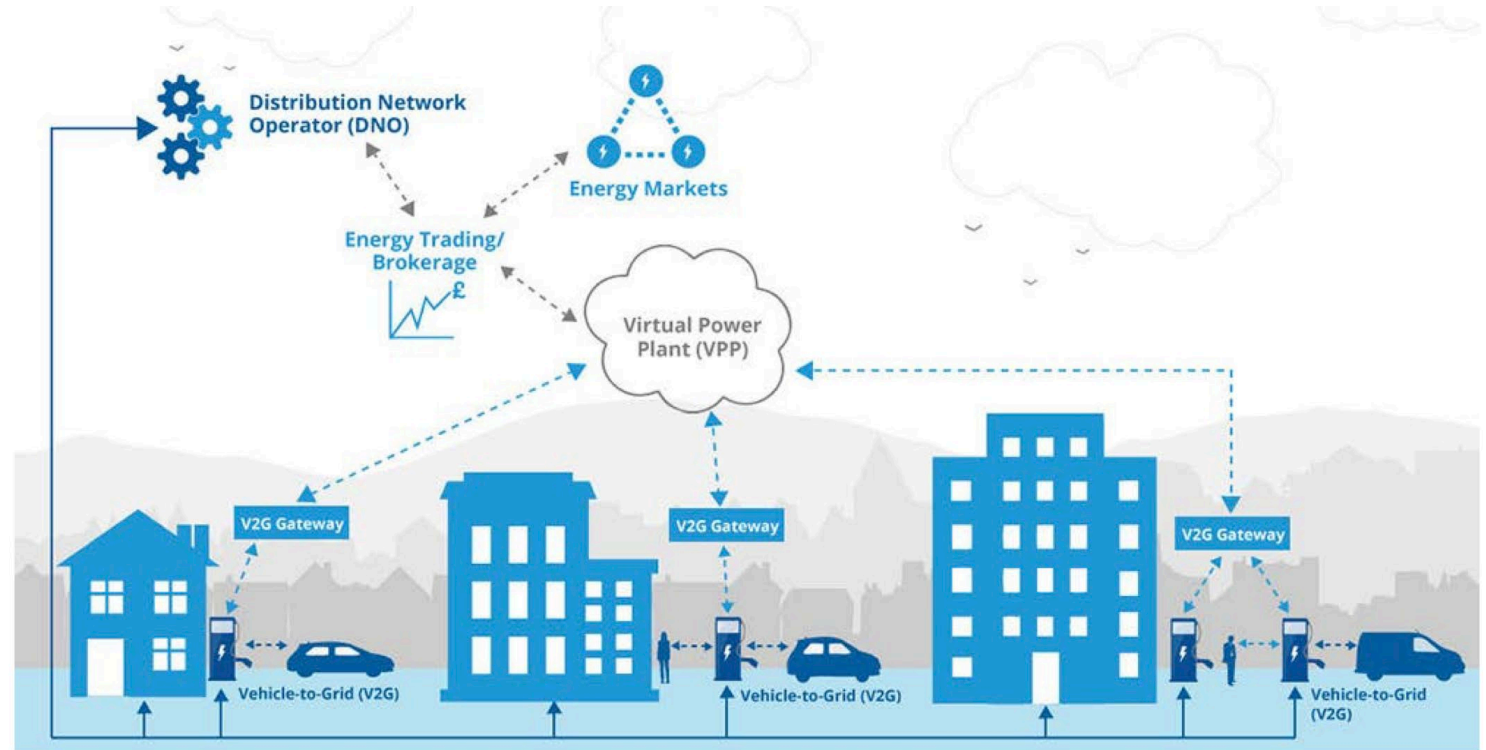 Distribution Network
Operator (DNO)
Energy Markets
Energy Trading/
Brokerage
£
Virtual Power
Plant (VPP)
V2G Gateway
V2G Gateway
V2G Gateway
Vehicle-to-Grid (V2G)
Vehicle-to-Grid (V2G)
Vehicle-to-Grid
(V2G)